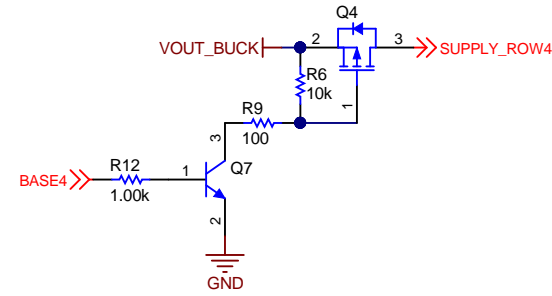 Q4
VOUT_BUCK
2
3
SUPPLY_ROW4
R6
10k
1
R9
100
3
Q7
R12
1.00k
1
BASE4
2
GND